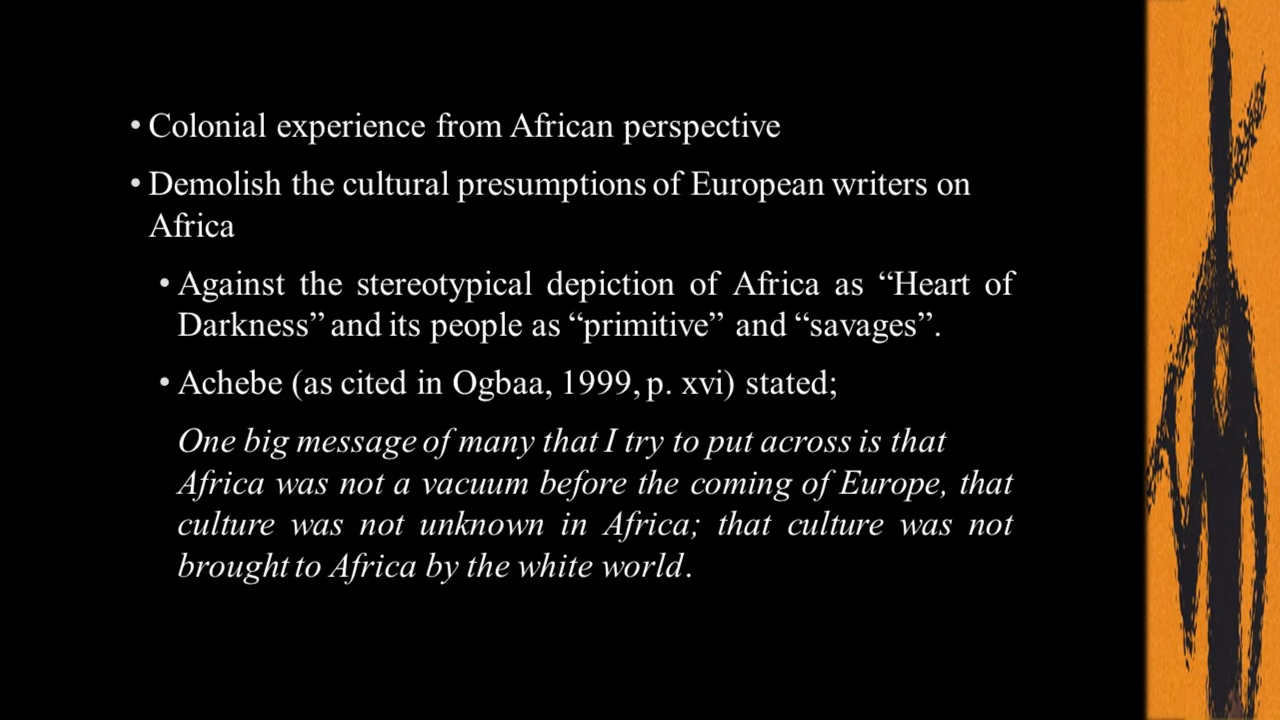 • Colonial experience from African perspective
• Demolish the cultural presumptions of European writers on
Africa
• Against the stereotypical depiction of Africa as “Heart of
Darkness” and its people as “primitive” and “savages”.
• Achebe (as cited in Ogbaa, 1999, p. xvi) stated;
One big message of many that I try to put across is that
Africa was not a vacuum before the coming of Europe, that
culture was not unknown in Africa; that culture was not
brought to Africa by the white world.